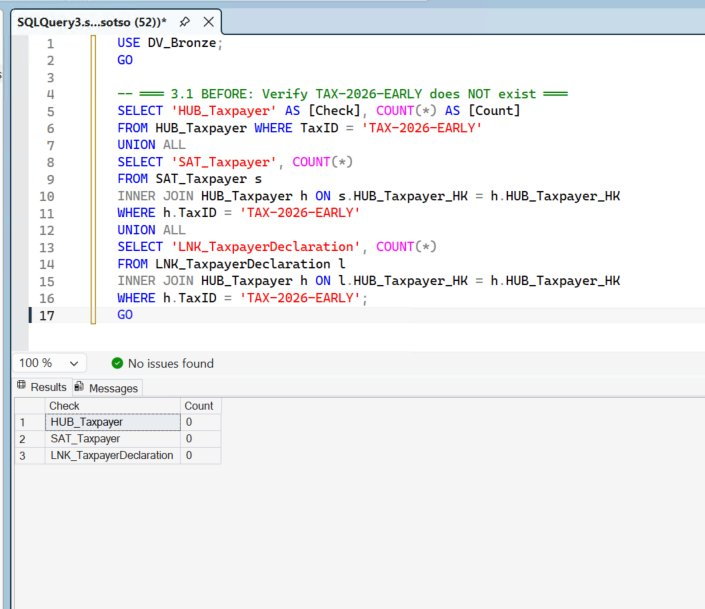 SQLQuery3.s...sotso (52))*
1 USE DV_Bronze;
2 GO
3
4 -- === 3.1 BEFORE: Verify TAX-2026-EARLY does NOT exist ===
5 SELECT 'HUB_Taxpayer' AS [Check], COUNT(*) AS [Count]
6 FROM HUB_Taxpayer WHERE TaxID = 'TAX-2026-EARLY'
7 UNION ALL
8 SELECT 'SAT_Taxpayer', COUNT(*)
9 FROM SAT_Taxpayer s
10 INNER JOIN HUB_Taxpayer h ON s.HUB_Taxpayer_HK = h.HUB_Taxpayer_HK
11 WHERE h.TaxID = 'TAX-2026-EARLY'
12 UNION ALL
13 SELECT 'LNK_TaxpayerDeclaration', COUNT(*)
14 FROM LNK_TaxpayerDeclaration l
15 INNER JOIN HUB_Taxpayer h ON l.HUB_Taxpayer_HK = h.HUB_Taxpayer_HK
16 WHERE h.TaxID = 'TAX-2026-EARLY';
17 GO
100 % No issues found
Results Messages
Check Count
1 HUB_Taxpayer 0
2 SAT_Taxpayer 0
3 LNK_TaxpayerDeclaration 0